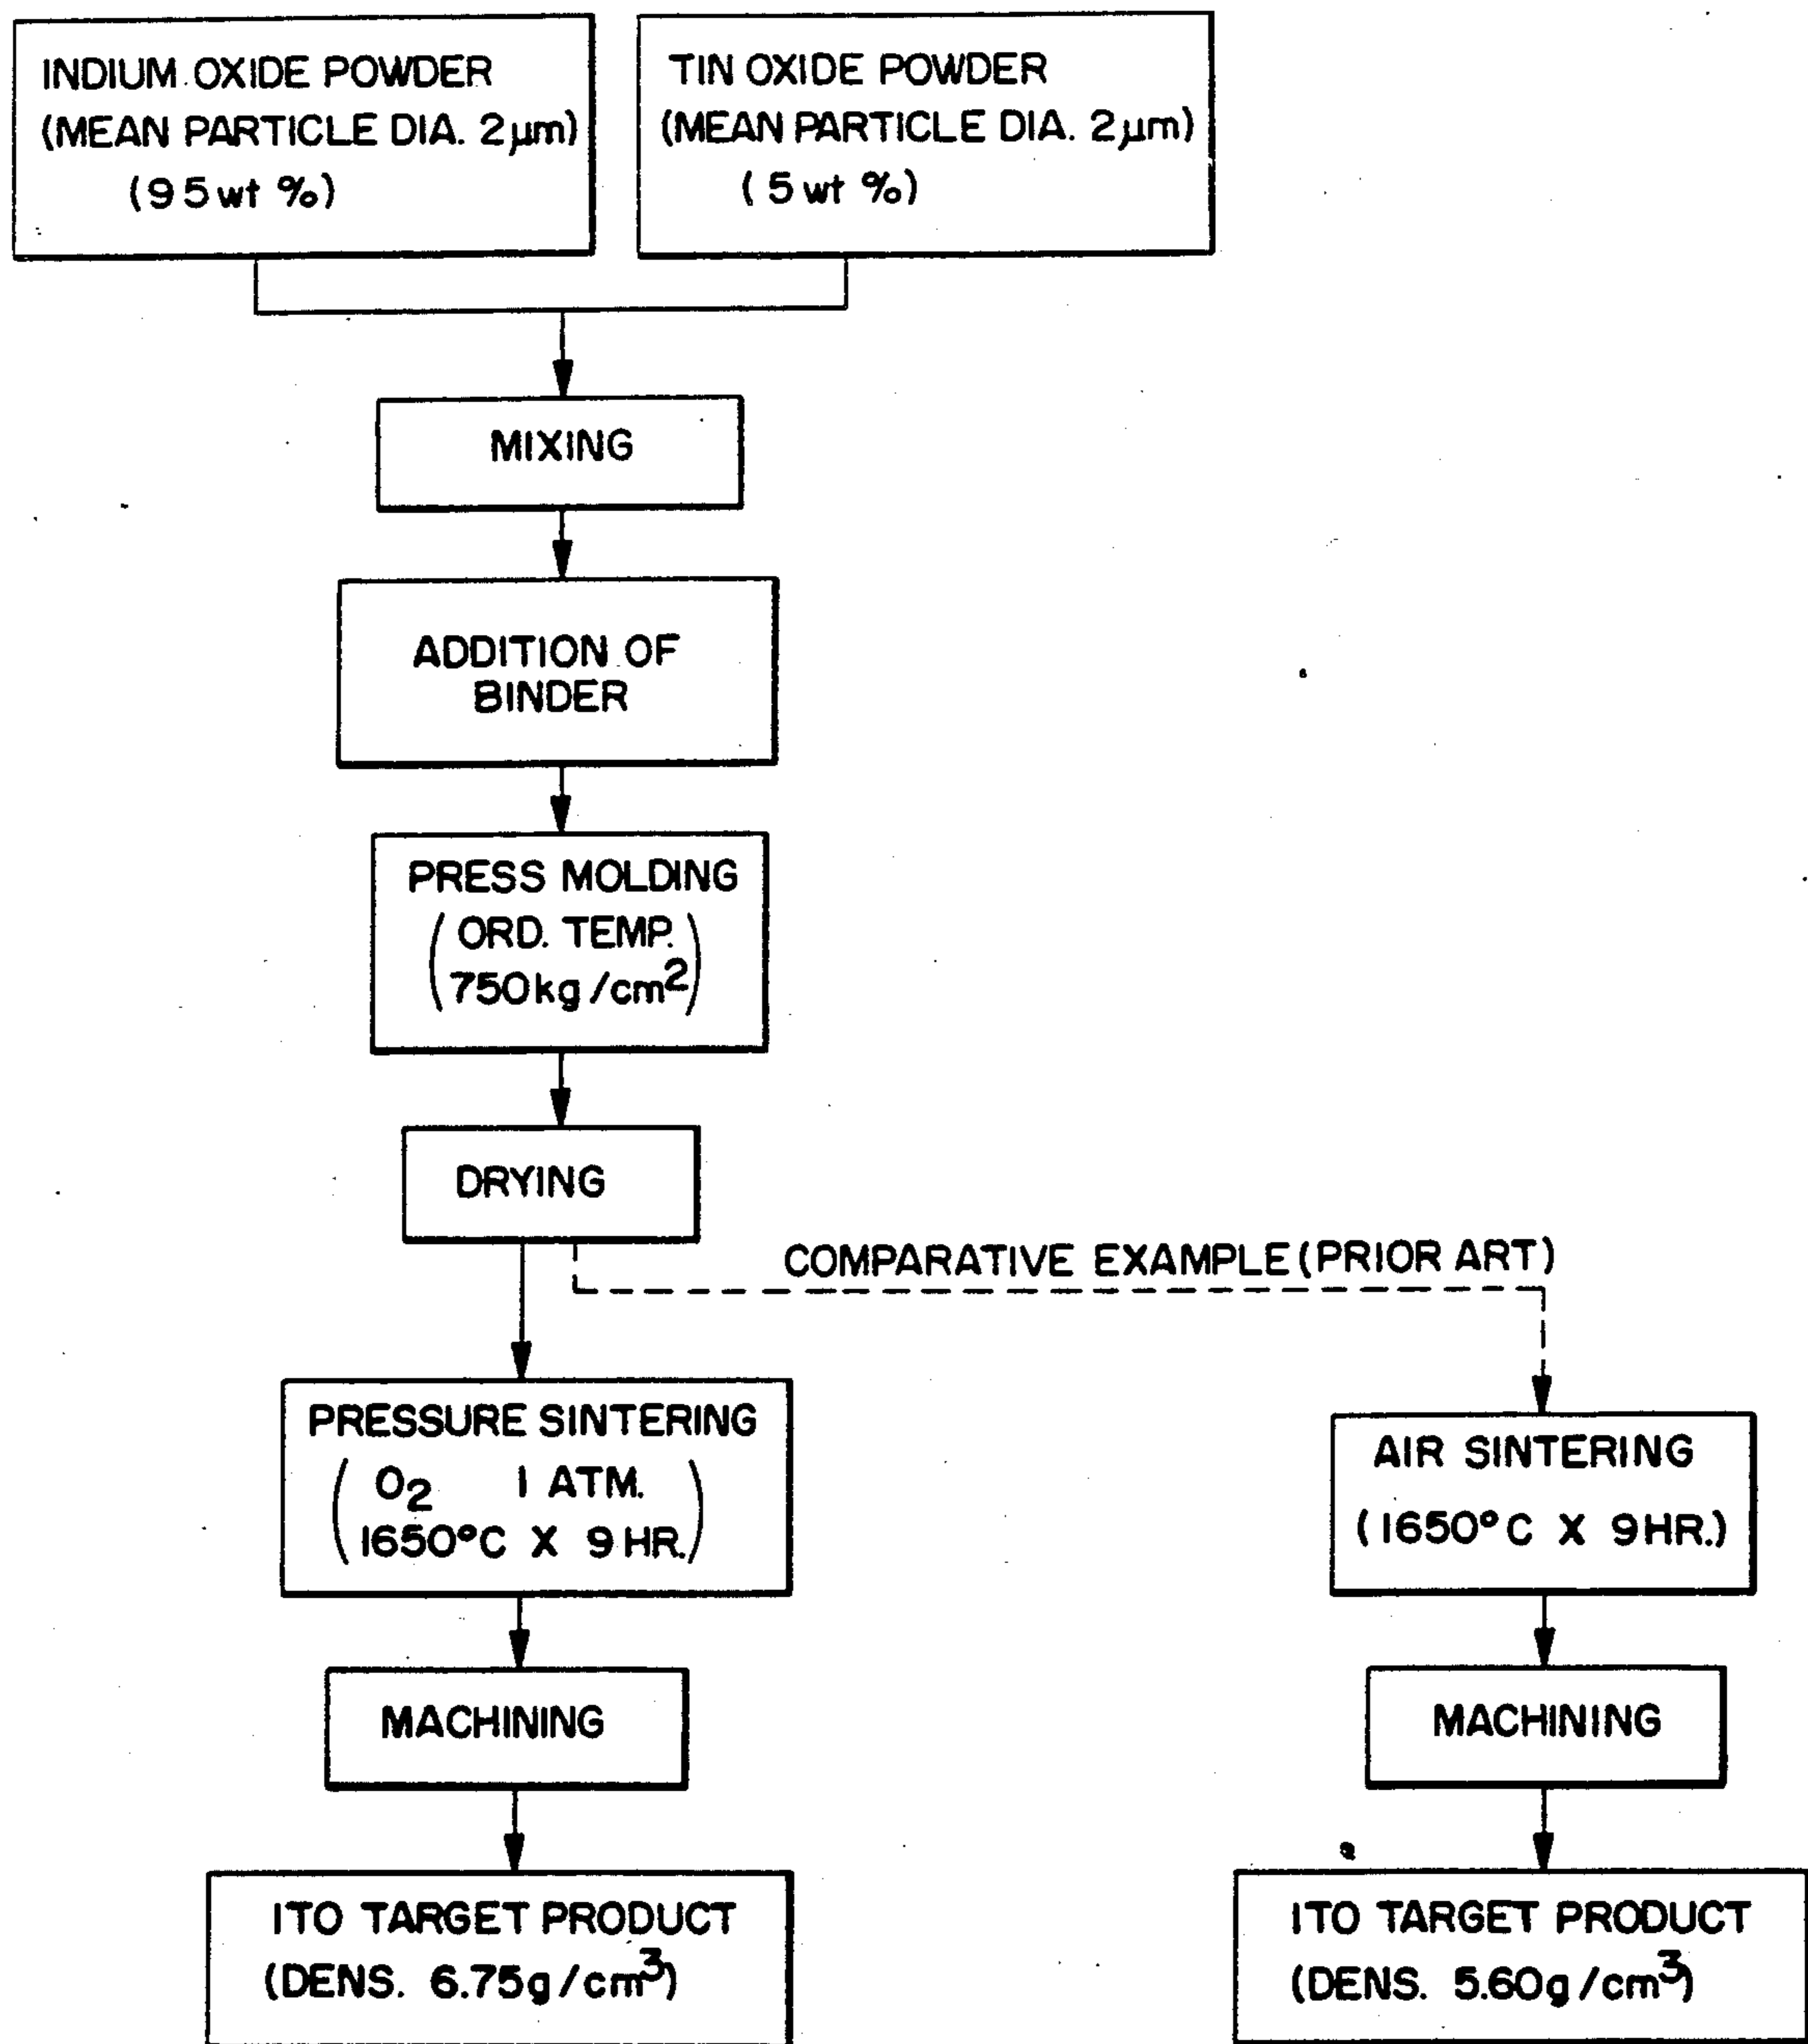 INDIUM OXIDE POWDER
(MEAN PARTICLE DIA. 2μm)
(95wt %)
TIN OXIDE POWDER
(MEAN PARTICLE DIA. 2μm)
(5wt %)
MIXING
ADDITION OF
BINDER
PRESS MOLDING
(ORD. TEMP.
750kg/cm²)
DRYING
COMPARATIVE EXAMPLE (PRIOR ART)
PRESSURE SINTERING
(O₂ 1 ATM.
1650°C X 9 HR.)
AIR SINTERING
(1650°C X 9HR.)
MACHINING
MACHINING
ITO TARGET PRODUCT
(DENS. 6.75g/cm³)
ITO TARGET PRODUCT
(DENS. 5.60g/cm³)